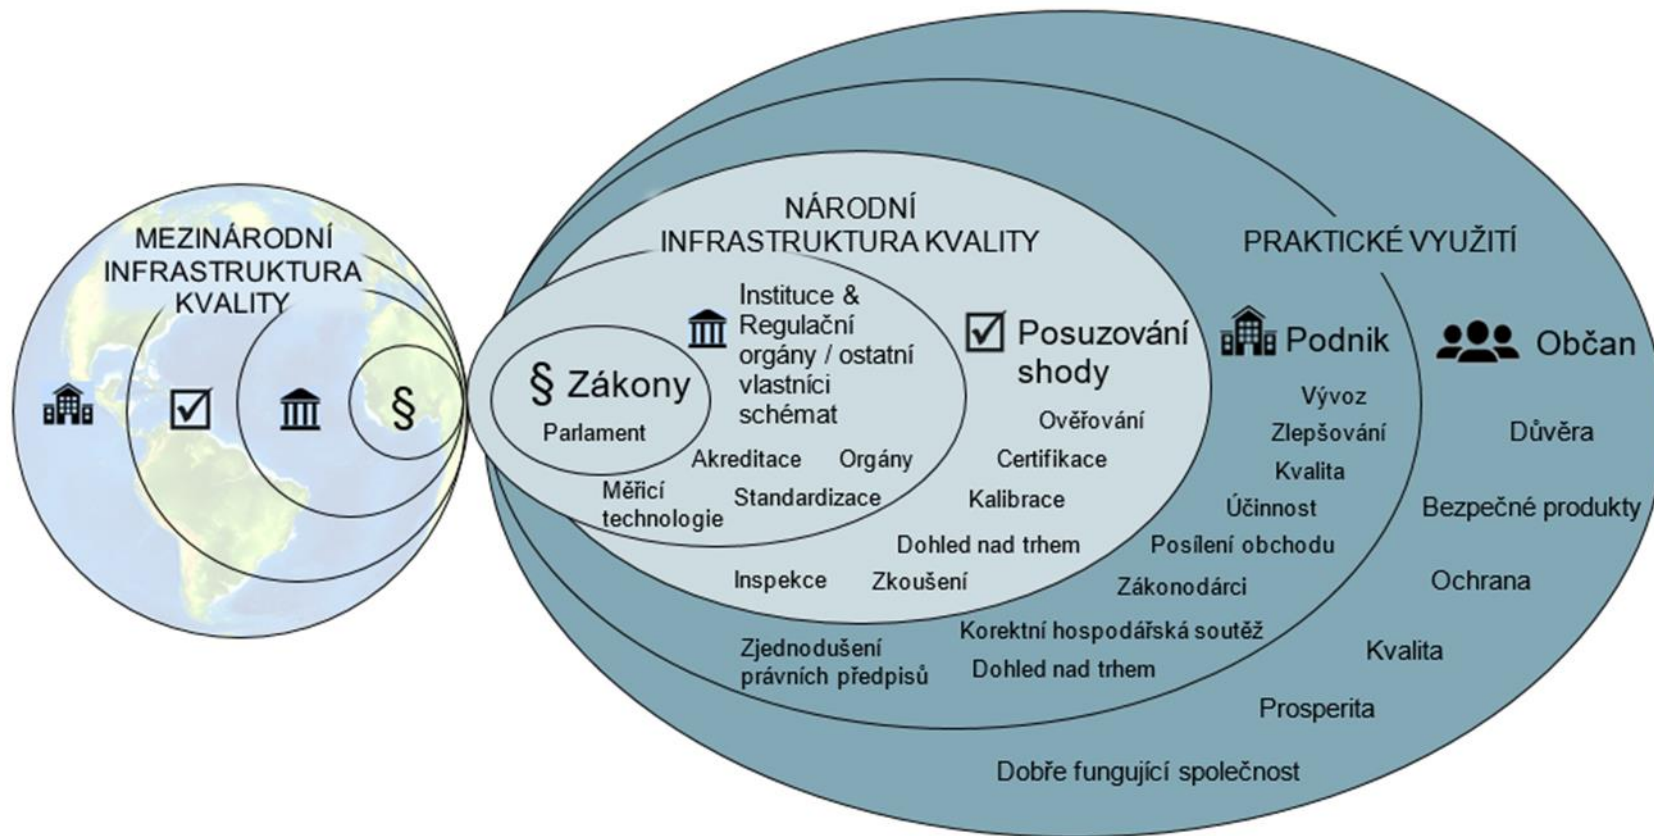 MEZINÁRODNÍ
INFRASTRUKTURA
KVALITY
§
NÁRODNÍ
INFRASTRUKTURA KVALITY
§ Zákony
Parlament
Instituce &
Regulační
orgány / ostatní
vlastníci
schémat
Akreditace
Orgány
Měřicí
technologie
Standardizace
Posuzování
shody
Ověřování
Certifikace
Kalibrace
Dohled nad trhem
Inspekce
Zkoušení
PRAKTICKÉ VYUŽITÍ
Podnik
Vývoz
Zlepšování
Kvalita
Účinnost
Posílení obchodu
Zákonodárci
Korektní hospodářská soutěž
Zjednodušení
právních předpisů
Dohled nad trhem
Občan
Důvěra
Bezpečné produkty
Ochrana
Kvalita
Prosperita
Dobře fungující společnost